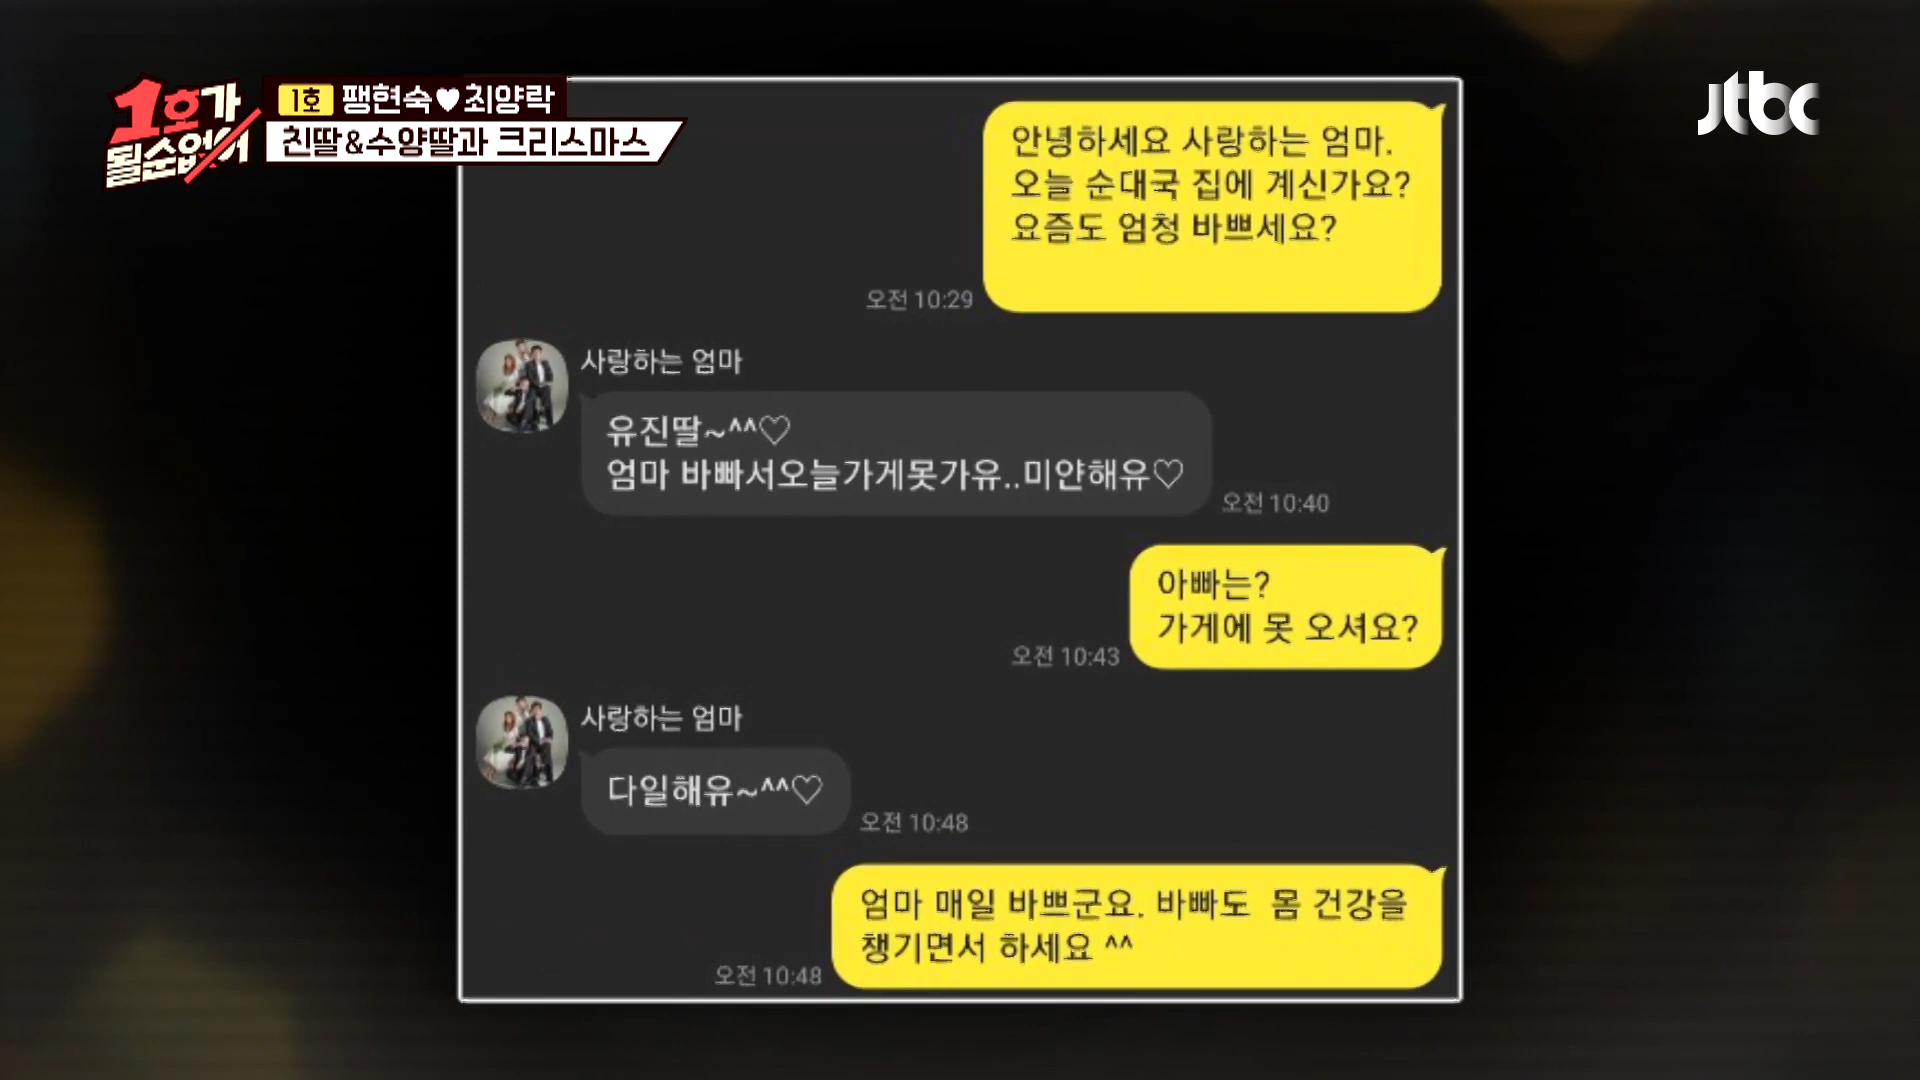 1호가
될 순 없어
1호 팽현숙♥최양락
친딸&수양딸과 크리스마스
jtbc
안녕하세요 사랑하는 엄마.
오늘 순대국 집에 계신가요?
요즘도 엄청 바쁘세요?
오전 10:29
사랑하는 엄마
유진딸~^^♡
엄마 바빠서오늘가게못가유..미얀해유♡
오전 10:40
아빠는?
가게에 못 오셔요?
오전 10:43
사랑하는 엄마
다일해유~^^♡
오전 10:48
엄마 매일 바쁘군요. 바빠도 몸 건강을
챙기면서 하세요 ^^
오전 10:48